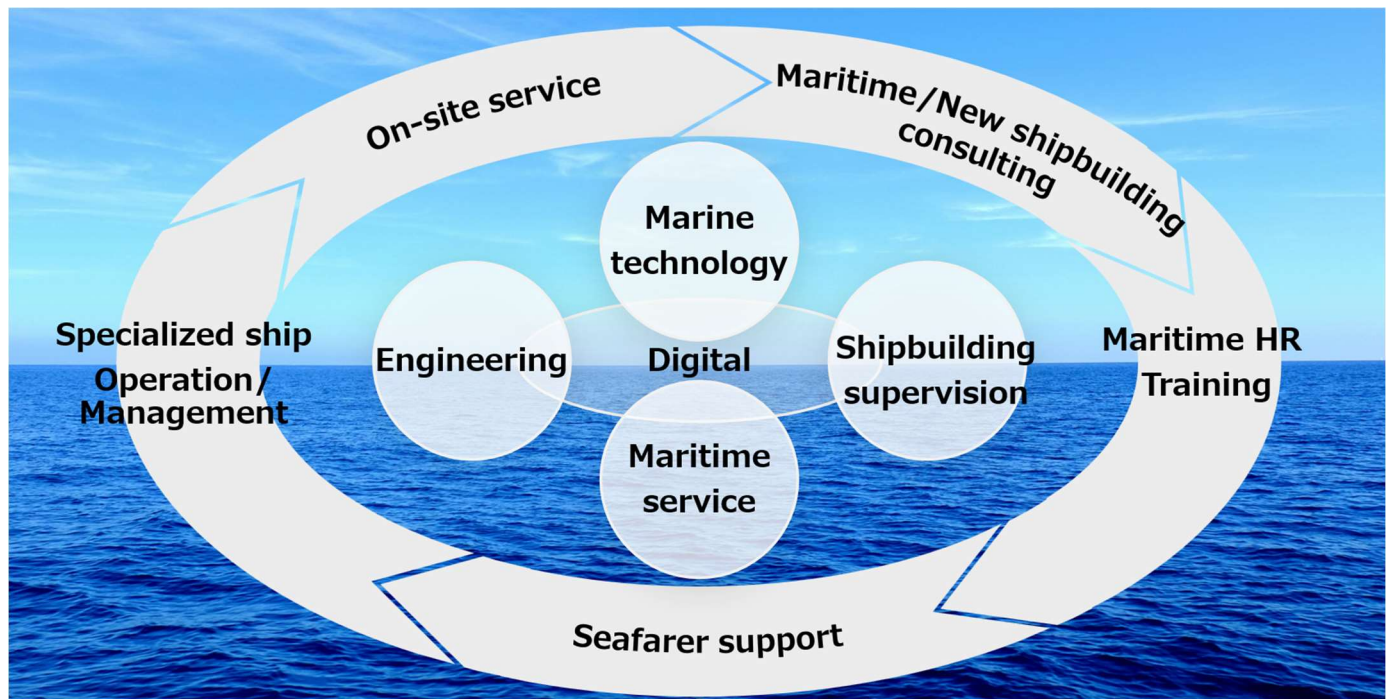 On-site service
Maritime/New shipbuilding
consulting
Marine
technology
Specialized ship
Operation/
Management
Engineering
Digital
Shipbuilding
supervision
Maritime HR
Training
Maritime
service
Seafarer support